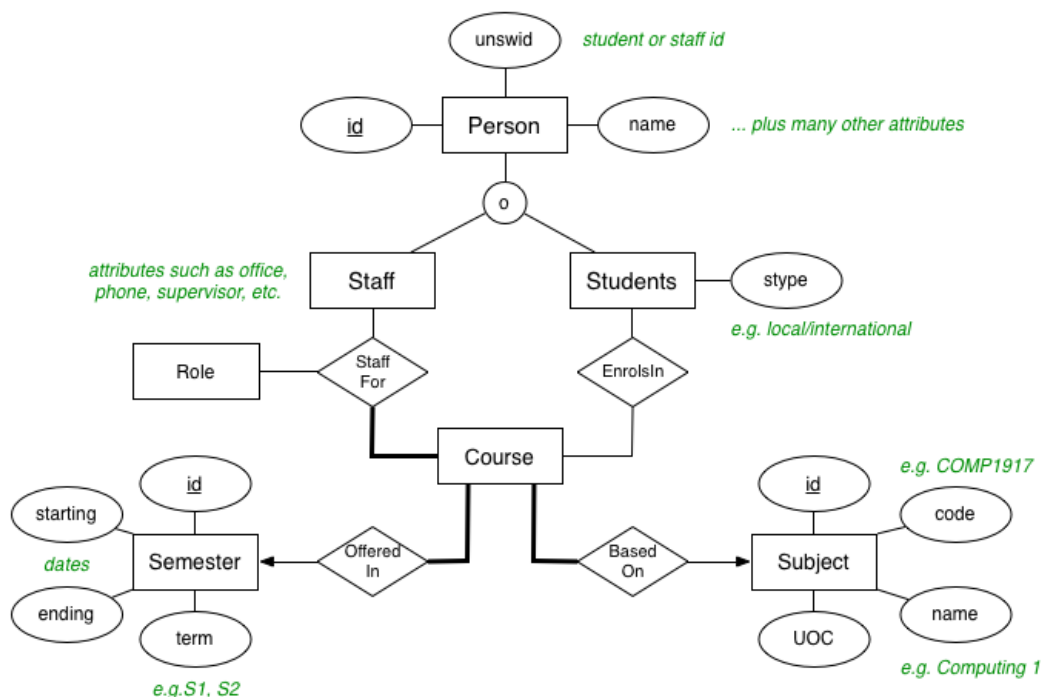 unswid
student or staff id
id
Person
name
... plus many other attributes
o
attributes such as office,
phone, supervisor, etc.
Staff
Students
stype
e.g. local/international
Role
Staff
For
EnrolsIn
Course
e.g. COMP1917
id
id
starting
code
dates
Semester
Offered
In
Based
On
Subject
ending
term
UOC
name
e.g.S1, S2
e.g. Computing 1